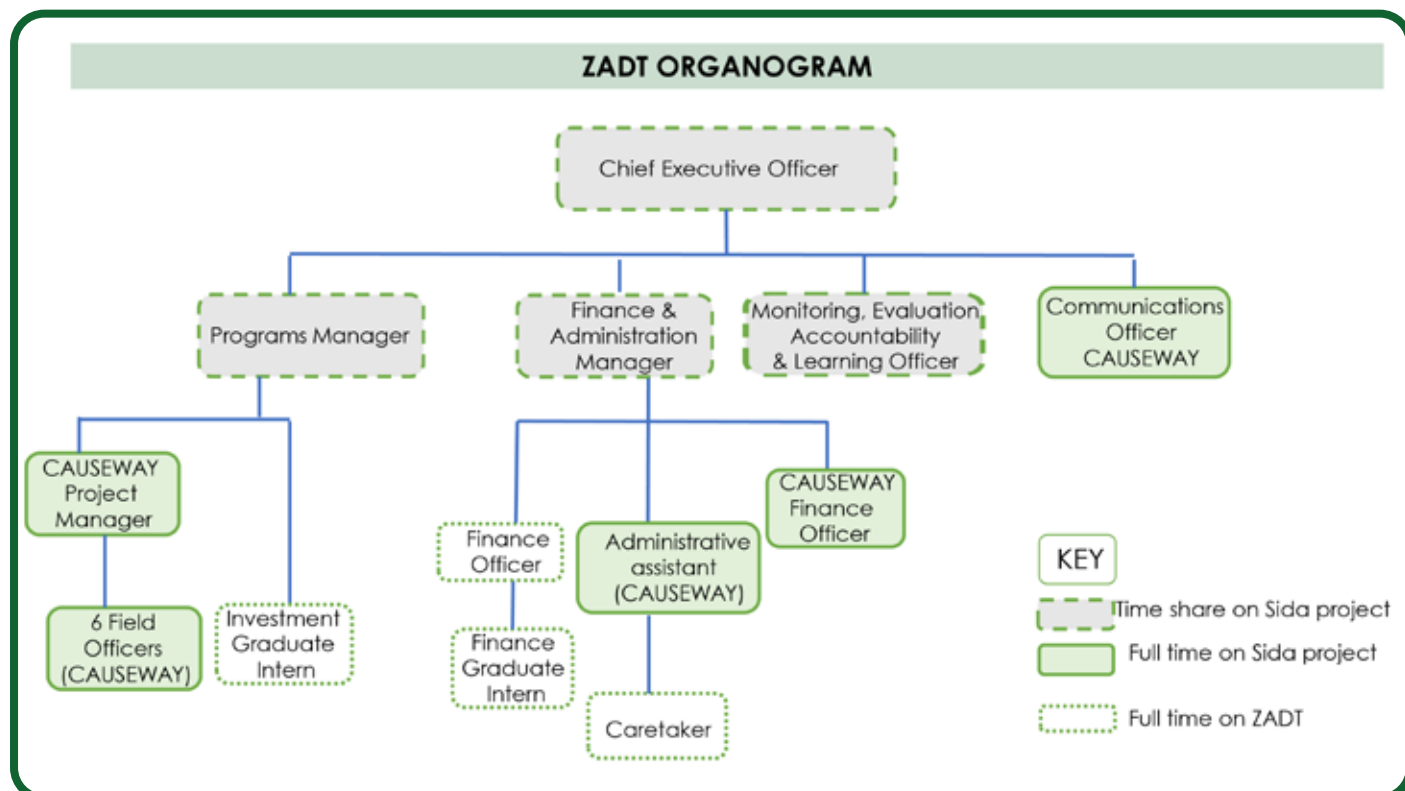 ZADT ORGANOGRAM
Chief Executive Officer
Programs Manager
Finance &
Administration
Manager
Monitoring, Evaluation
Accountability
& Learning Officer
Communications
Officer
CAUSEWAY
CAUSEWAY
Project
Manager
6 Field
Officers
(CAUSEWAY)
Investment
Graduate
Intern
Finance
Officer
Finance
Graduate
Intern
Administrative
assistant
(CAUSEWAY)
Caretaker
CAUSEWAY
Finance
Officer
KEY
Time share on Sida project
Full time on Sida project
Full time on ZADT